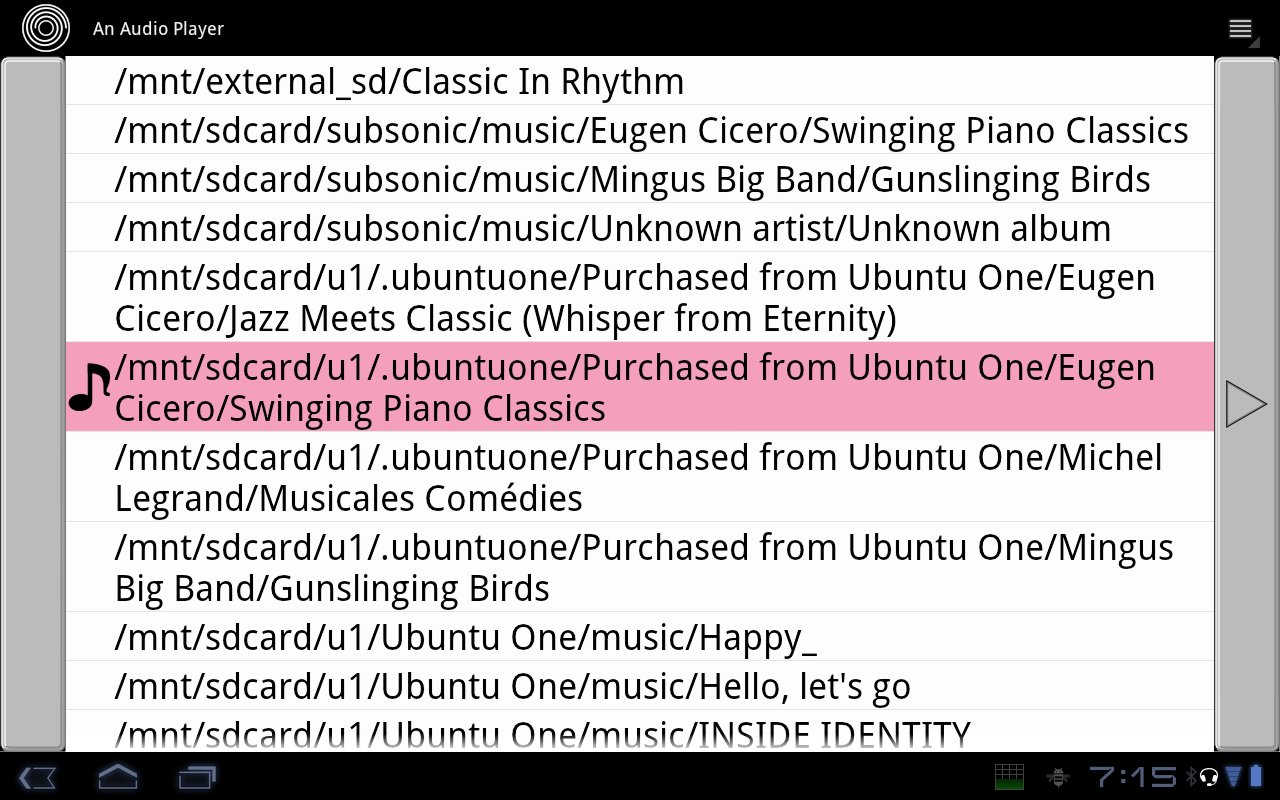 An Audio Player
/mnt/external_sd/Classic In Rhythm
/mnt/sdcard/subsonic/music/Eugen Cicero/Swinging Piano Classics
/mnt/sdcard/subsonic/music/Mingus Big Band/Gunslinging Birds
/mnt/sdcard/subsonic/music/Unknown artist/Unknown album
/mnt/sdcard/u1/.ubuntuone/Purchased from Ubuntu One/Eugen
Cicero/Jazz Meets Classic (Whisper from Eternity)
/mnt/sdcard/u1/.ubuntuone/Purchased from Ubuntu One/Eugen
Cicero/Swinging Piano Classics
/mnt/sdcard/u1/.ubuntuone/Purchased from Ubuntu One/Michel
Legrand/Musicales Comédies
/mnt/sdcard/u1/.ubuntuone/Purchased from Ubuntu One/Mingus
Big Band/Gunslinging Birds
/mnt/sdcard/u1/Ubuntu One/music/Happy_
/mnt/sdcard/u1/Ubuntu One/music/Hello, let's go
/mnt/sdcard/u1/Ubuntu One/music/INSIDE IDENTITY
7:15